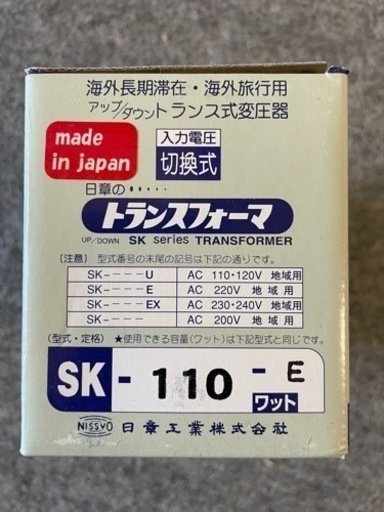 海外長期滞在・海外旅行用
アップ/ダウントランス式変圧器
made
in japan
入力電圧
切換式
日章の‥‥
トランスフォーマ
UP/DOWN SK series TRANSFORMER
〔注意〕 型式番号の末尾の記号は下記の通りです。
SK-----U AC 110・120V 地域用
SK-----E AC 220V 地域用
SK-----EX AC 230・240V 地域用
SK----- AC 200V 地域用
(型式・定格) ★使用できる容量(ワット)は下記型式と同じです。
SK - 110 - E
ワット
NISSYO 日章工業株式会社